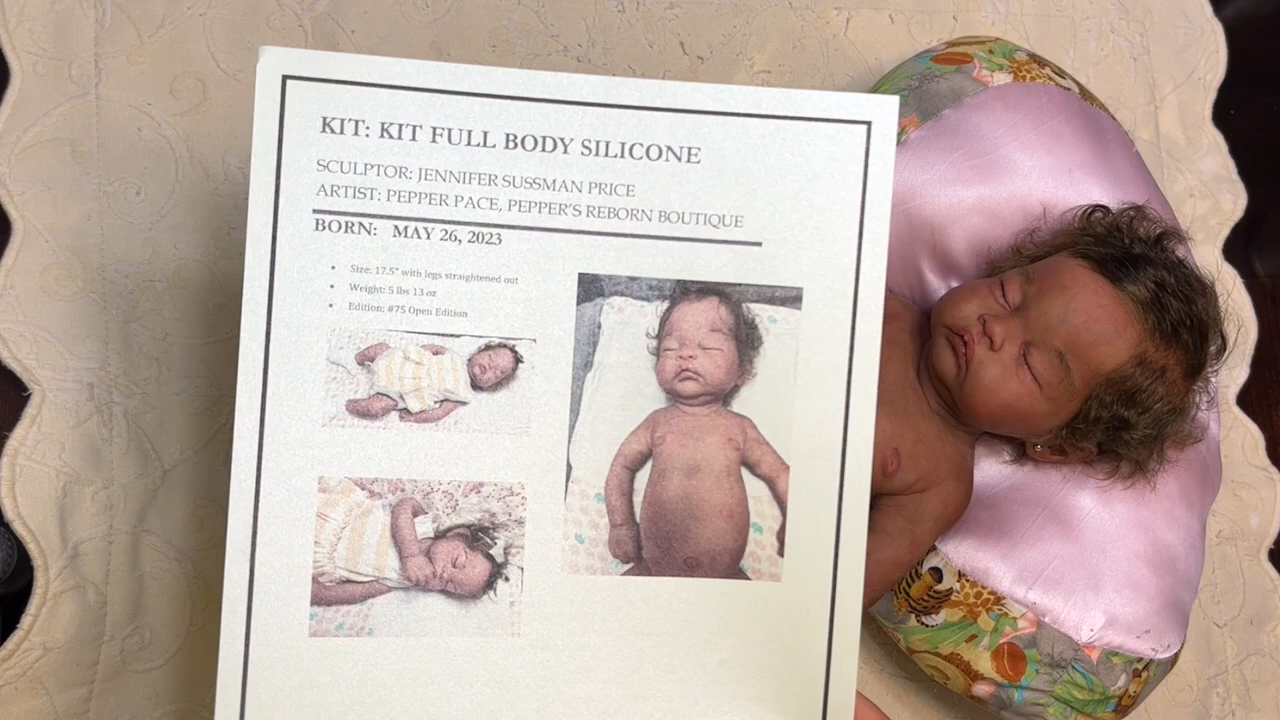 KIT: KIT FULL BODY SILICONE
SCULPTOR: JENNIFER SUSSMAN PRICE
ARTIST: PEPPER PACE, PEPPER'S REBORN BOUTIQUE
BORN: MAY 26, 2023
• Size: 17.5" with legs straightened out
• Weight: 5 lbs 13 oz
• Edition: #75 Open Edition